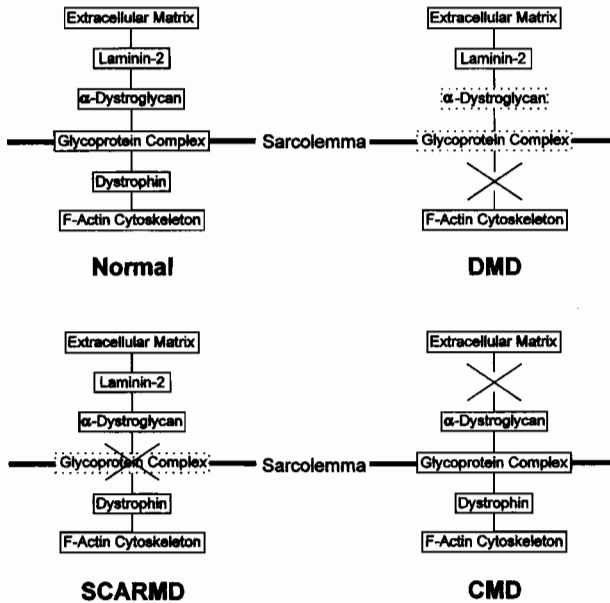 Extracellular Matrix
Laminin-2
α-Dystroglycan
Glycoprotein Complex
Dystrophin
F-Actin Cytoskeleton
Normal
Sarcolemma
Extracellular Matrix
Laminin-2
α-Dystroglycan
Glycoprotein Complex
F-Actin Cytoskeleton
DMD
Extracellular Matrix
Laminin-2
α-Dystroglycan
Glycoprotein Complex
Dystrophin
F-Actin Cytoskeleton
SCARMD
Sarcolemma
Extracellular Matrix
α-Dystroglycan
Glycoprotein Complex
Dystrophin
F-Actin Cytoskeleton
CMD